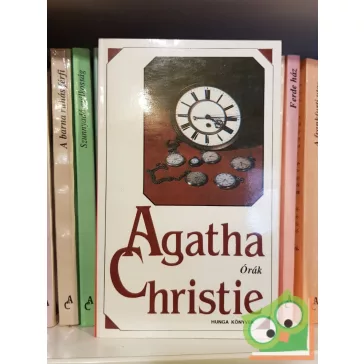 A barna ruhás férfi
Szunnyadó gyilkosság
Agatha
Órák
Christie
HUNGA KÖNYV
Ferde ház